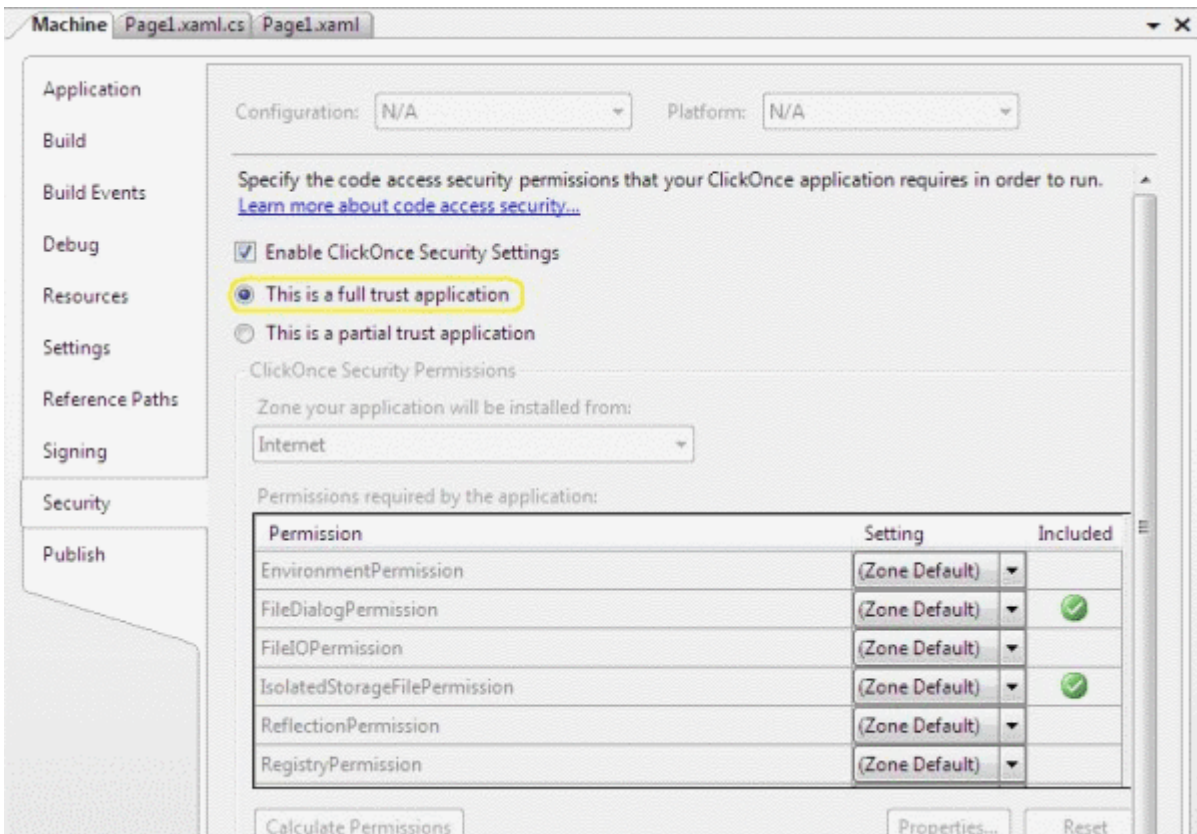 Machine Page1.xaml.cs Page1.xaml
Application
Build
Build Events
Debug
Resources
Settings
Reference Paths
Signing
Security
Publish
Configuration: N/A Platform: N/A
Specify the code access security permissions that your ClickOnce application requires in order to run.
Learn more about code access security...
Enable ClickOnce Security Settings
This is a full trust application
This is a partial trust application
ClickOnce Security Permissions
Zone your application will be installed from:
Internet
Permissions required by the application:
Permission Setting Included
EnvironmentPermission (Zone Default)
FileDialogPermission (Zone Default)
FileIOPermission (Zone Default)
IsolatedStorageFilePermission (Zone Default)
ReflectionPermission (Zone Default)
RegistryPermission (Zone Default)
Calculate Permissions Properties... Reset